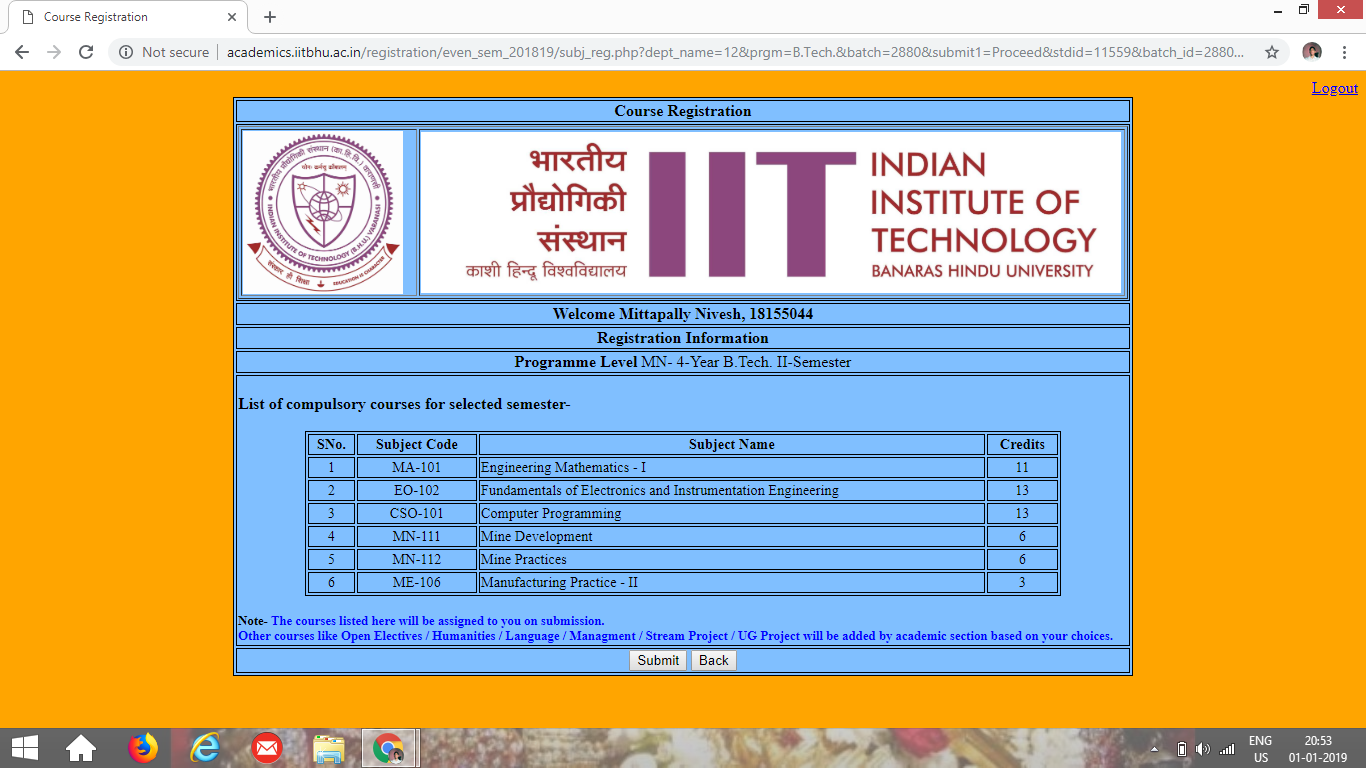 Course Registration
Not secure
academics.iitbhu.ac.in/registration/even_sem_201819/subj_reg.php?dept_name=12&prgm=B.Tech.&batch=2880&submit1=Proceed&stdid=11559&batch_id=2880...
Logout
Course Registration
भारतीय
प्रौद्योगिकी
संस्थान
काशी हिन्दू विश्वविद्यालय
IIT
INDIAN
INSTITUTE OF
TECHNOLOGY
BANARAS HINDU UNIVERSITY
INDIAN INSTITUTE OF TECHNOLOGY (B.H.U.) VARANASI
EDUCATION IS CHARACTER
Welcome Mittapally Nivesh, 18155044
Registration Information
Programme Level MN- 4-Year B.Tech. II-Semester
List of compulsory courses for selected semester-
SNo. Subject Code Subject Name Credits
1 MA-101 Engineering Mathematics - I 11
2 EO-102 Fundamentals of Electronics and Instrumentation Engineering 13
3 CSO-101 Computer Programming 13
4 MN-111 Mine Development 6
5 MN-112 Mine Practices 6
6 ME-106 Manufacturing Practice - II 3
Note- The courses listed here will be assigned to you on submission.
Other courses like Open Electives / Humanities / Language / Managment / Stream Project / UG Project will be added by academic section based on your choices.
Submit Back
ENG 20:53
US 01-01-2019